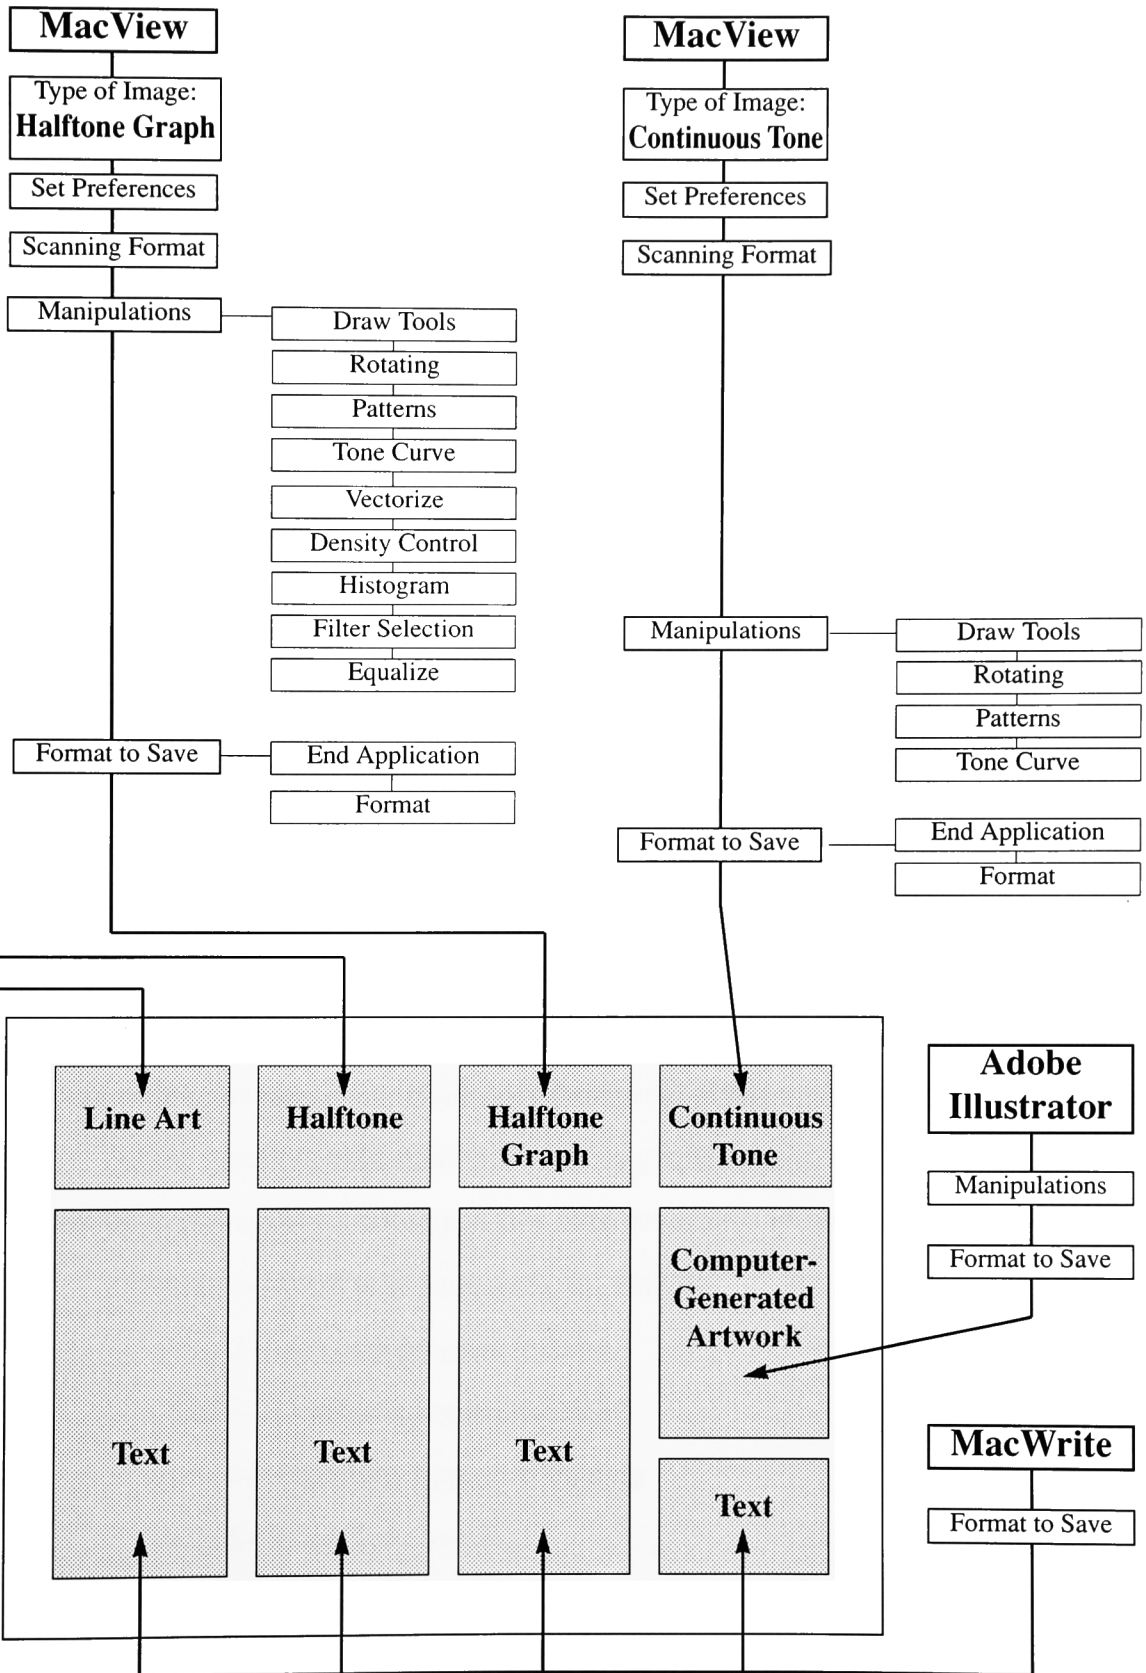 MacView
Type of Image:
Halftone Graph
Set Preferences
Scanning Format
Manipulations
Draw Tools
Rotating
Patterns
Tone Curve
Vectorize
Density Control
Histogram
Filter Selection
Equalize
Format to Save
End Application
Format
MacView
Type of Image:
Continuous Tone
Set Preferences
Scanning Format
Manipulations
Draw Tools
Rotating
Patterns
Tone Curve
Format to Save
End Application
Format
Line Art
Halftone
Halftone
Graph
Continuous
Tone
Text
Text
Text
Computer-
Generated
Artwork
Text
Adobe
Illustrator
Manipulations
Format to Save
MacWrite
Format to Save